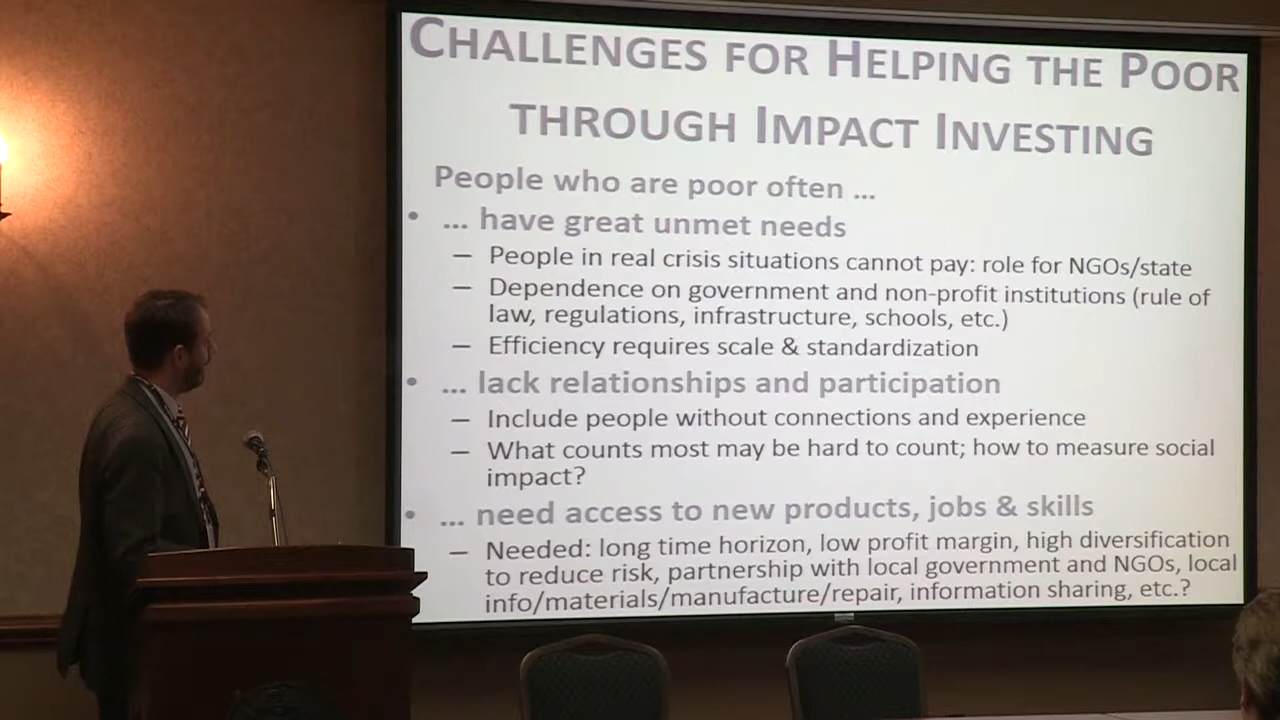 CHALLENGES FOR HELPING THE POOR
THROUGH IMPACT INVESTING
People who are poor often ...
• ... have great unmet needs
– People in real crisis situations cannot pay: role for NGOs/state
– Dependence on government and non-profit institutions (rule of
law, regulations, infrastructure, schools, etc.)
– Efficiency requires scale & standardization
• ... lack relationships and participation
– Include people without connections and experience
– What counts most may be hard to count; how to measure social
impact?
• ... need access to new products, jobs & skills
– Needed: long time horizon, low profit margin, high diversification
to reduce risk, partnership with local government and NGOs, local
info/materials/manufacture/repair, information sharing, etc.?